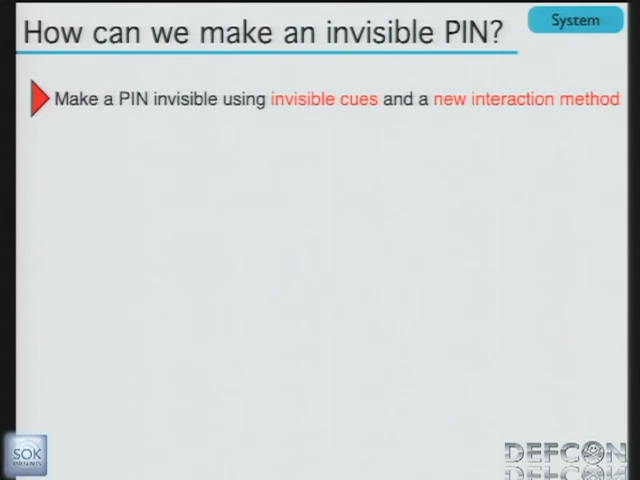 How can we make an invisible PIN?
System
Make a PIN invisible using invisible cues and a new interaction method
SOK
PRESENTS
DEFCON